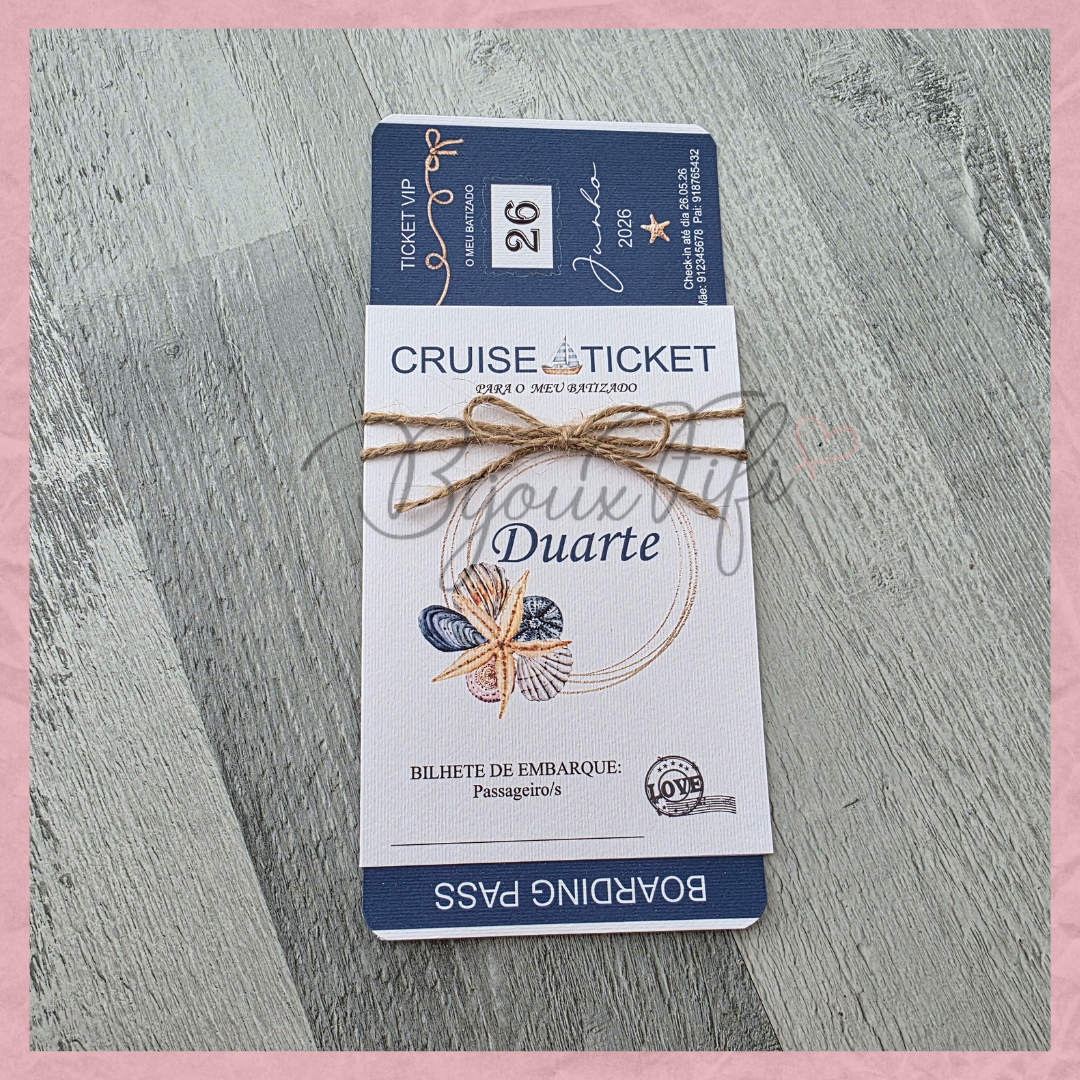 TICKET VIP
O MEU BATIZADO
26
Junho
2026
Check-in até dia 26.05.26
Mãe: 912345678 Pai: 918765432
CRUISE TICKET
PARA O MEU BATIZADO
Bijoux Fifi
Duarte
BILHETE DE EMBARQUE:
Passageiro/s
LOVE
BOARDING PASS